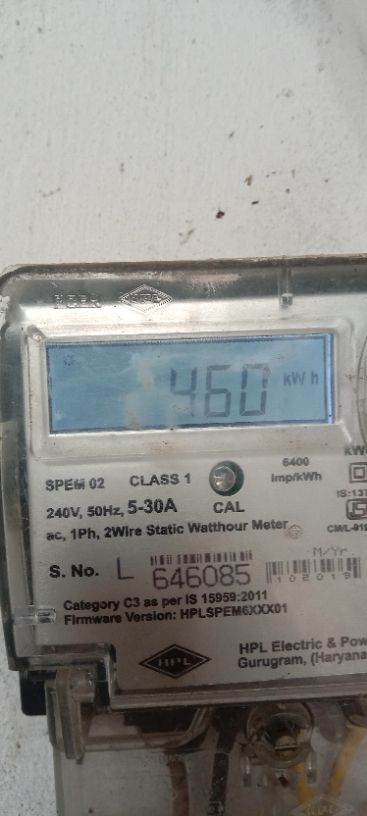 HPL
460 kWh
SPEM 02 CLASS 1 6400 imp/kWh
240V, 50Hz, 5-30A CAL
ac, 1Ph, 2Wire Static Watthour Meter
M/Yr.
S. No. L 646085 102019
Category C3 as per IS 15959:2011
Firmware Version: HPLSPEM6XXX01
HPL
HPL Electric & Pow
Gurugram, (Haryana